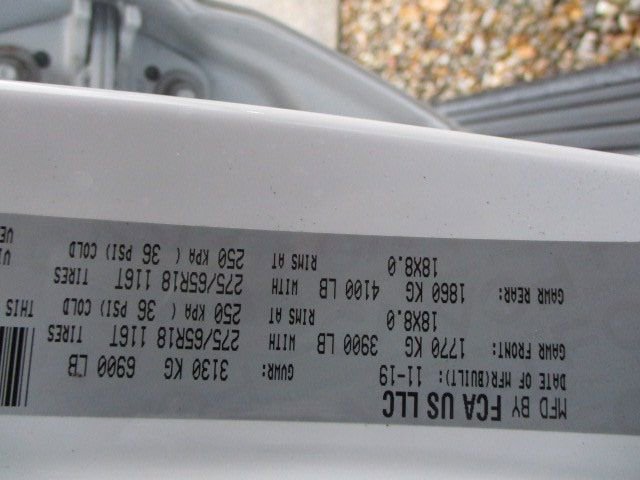 MFD BY FCA US LLC
DATE OF MFR(BUILT): 11-19 GVWR: 3130 KG 6900 LB
GAWR FRONT: 1770 KG 3900 LB WITH 275/65R18 116T TIRES
18X8.0 RIMS AT 250 KPA ( 36 PSI) COLD THIS
GAWR REAR: 1860 KG 4100 LB WITH 275/65R18 116T TIRES
18X8.0 RIMS AT 250 KPA ( 36 PSI) COLD